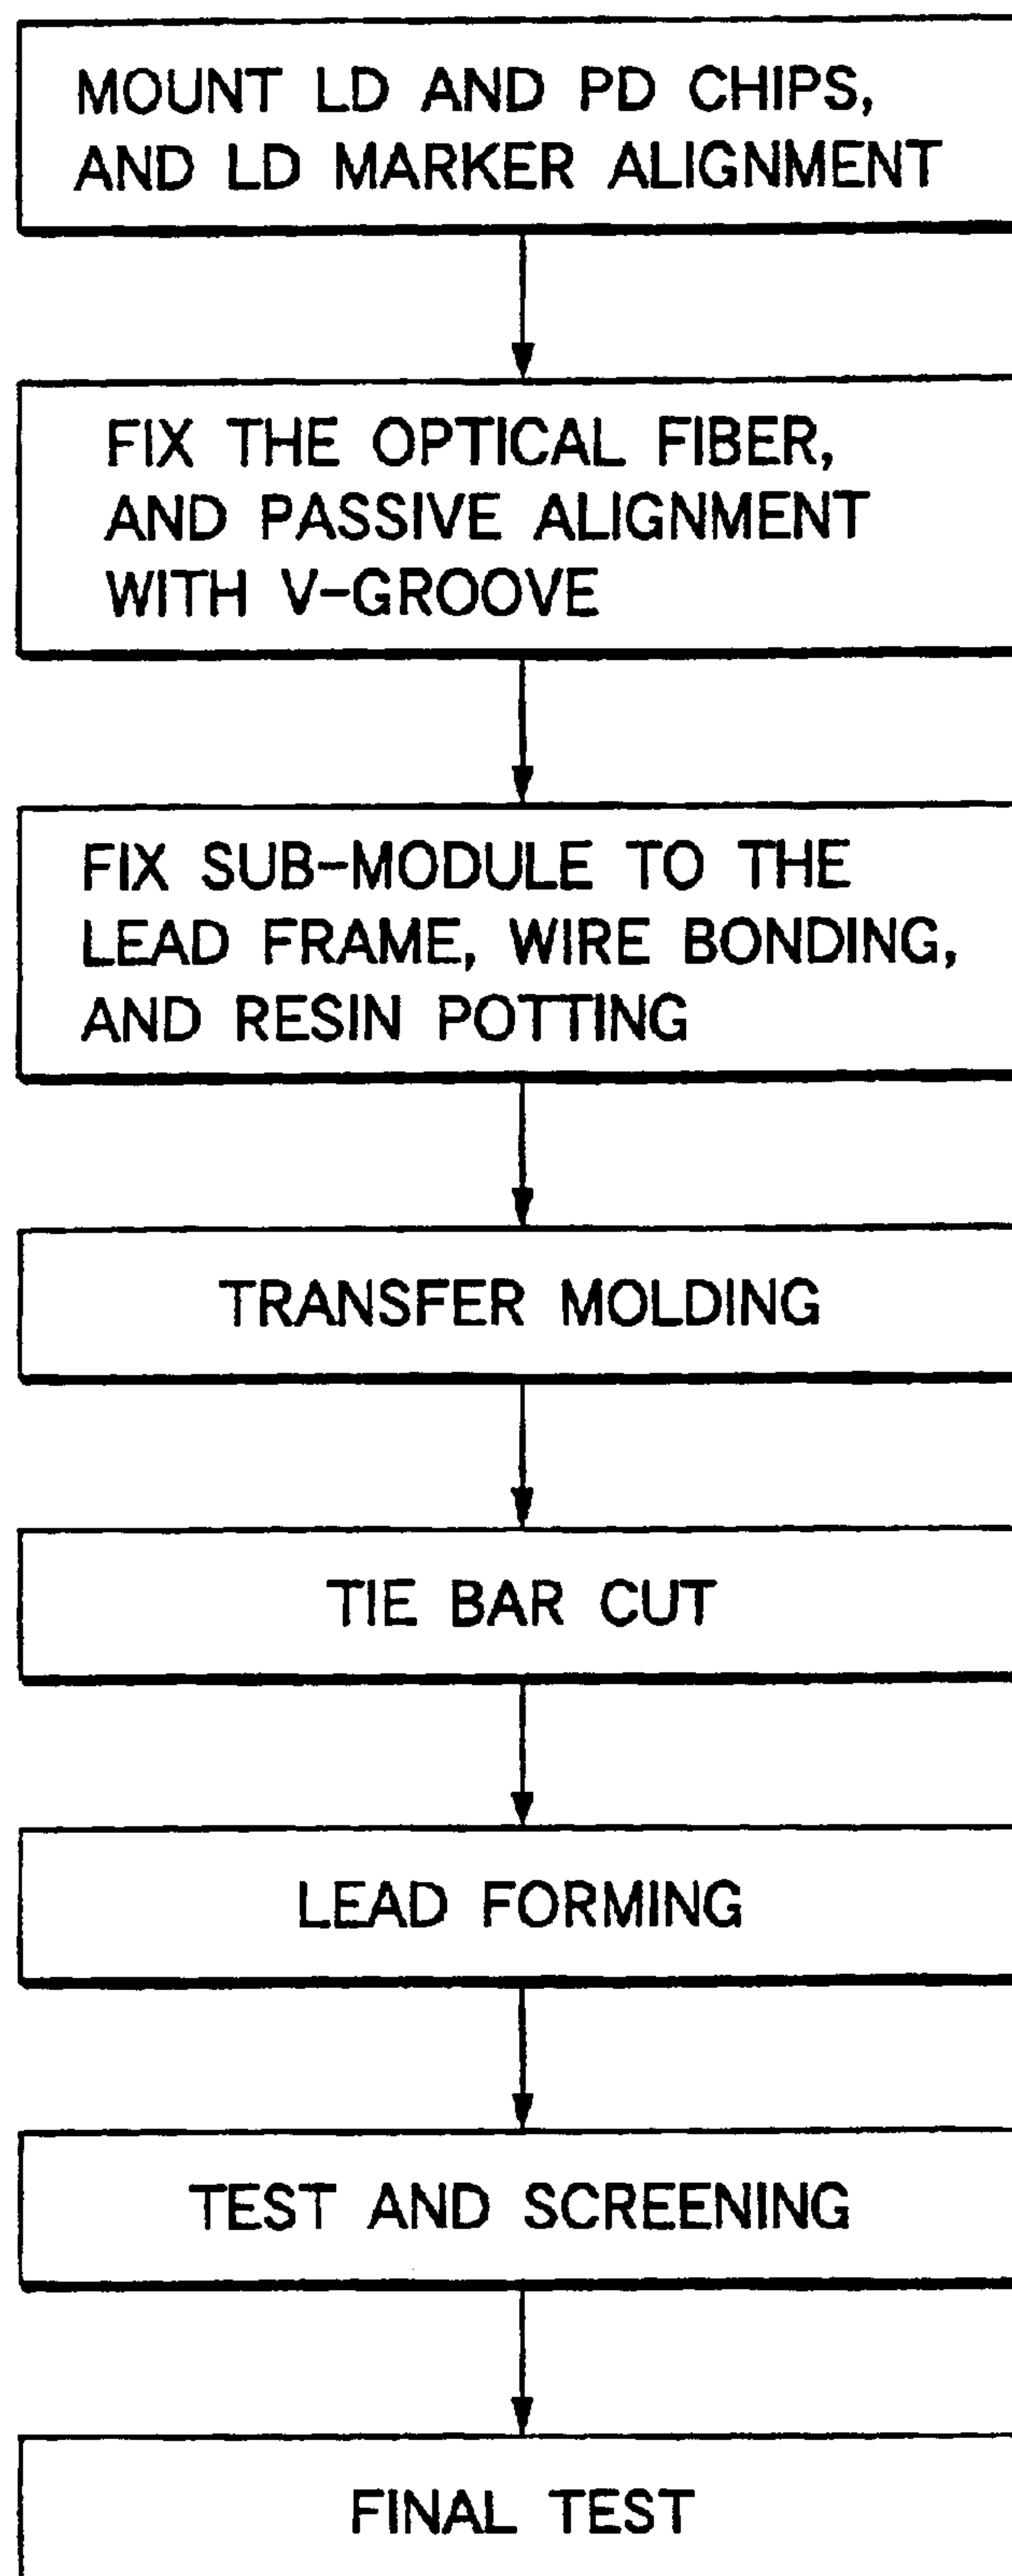 MOUNT LD AND PD CHIPS,
AND LD MARKER ALIGNMENT
FIX THE OPTICAL FIBER,
AND PASSIVE ALIGNMENT
WITH V-GROOVE
FIX SUB-MODULE TO THE
LEAD FRAME, WIRE BONDING,
AND RESIN POTTING
TRANSFER MOLDING
TIE BAR CUT
LEAD FORMING
TEST AND SCREENING
FINAL TEST